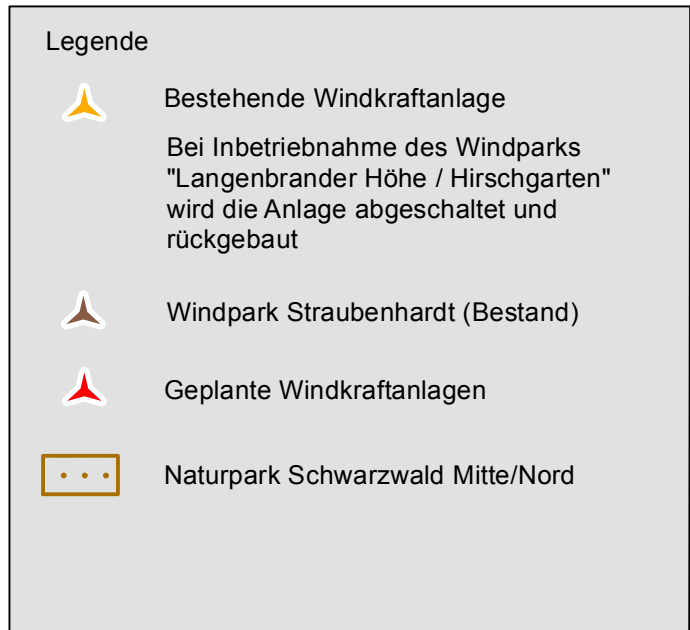 Legende
Bestehende Windkraftanlage
Bei Inbetriebnahme des Windparks
"Langenbrander Höhe / Hirschgarten"
wird die Anlage abgeschaltet und
rückgebaut
Windpark Straubenhardt (Bestand)
Geplante Windkraftanlagen
Naturpark Schwarzwald Mitte/Nord